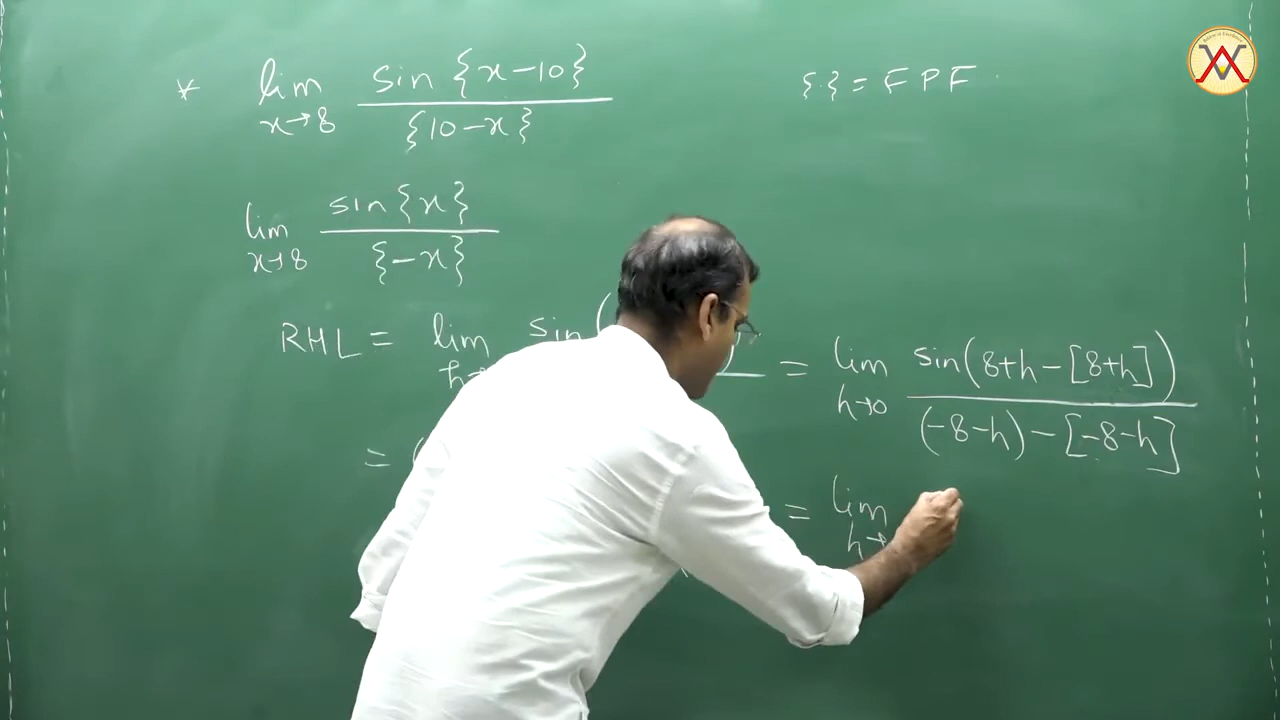 * lim x→8 sin{x-10} / {10-x}
{.} = FPF
lim x→8 sin{x} / {-x}
RHL = lim h→ sin( ) = lim h→0 sin(8+h-[8+h]) / (-8-h)-[-8-h]
= ( = lim h→